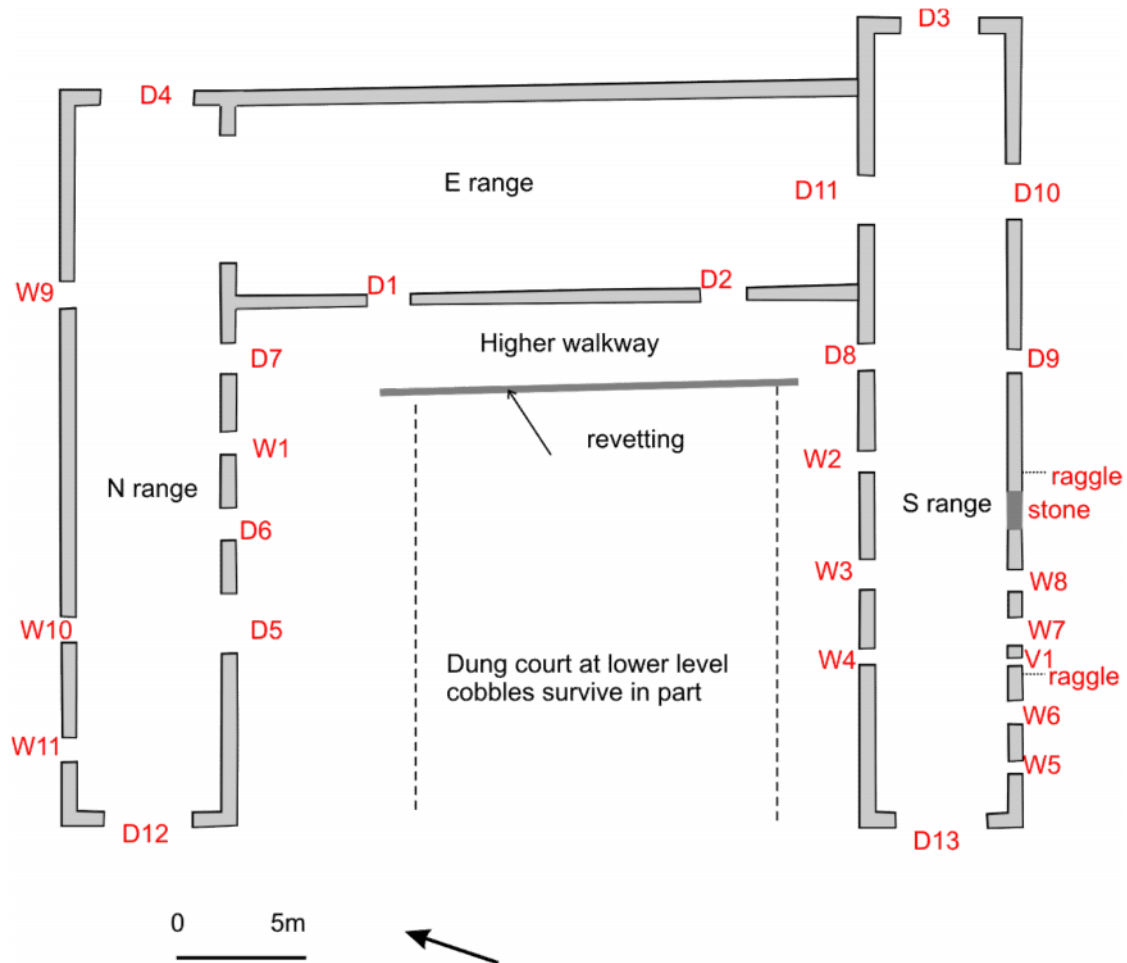 D3
D4
E range
D11
D10
W9
D1
D2
Higher walkway
D7
D8
D9
revetting
W1
W2
raggle
N range
S range
stone
D6
W3
W8
W10
D5
W7
Dung court at lower level
cobbles survive in part
W4
V1
raggle
W6
W11
W5
D12
D13
0
5m